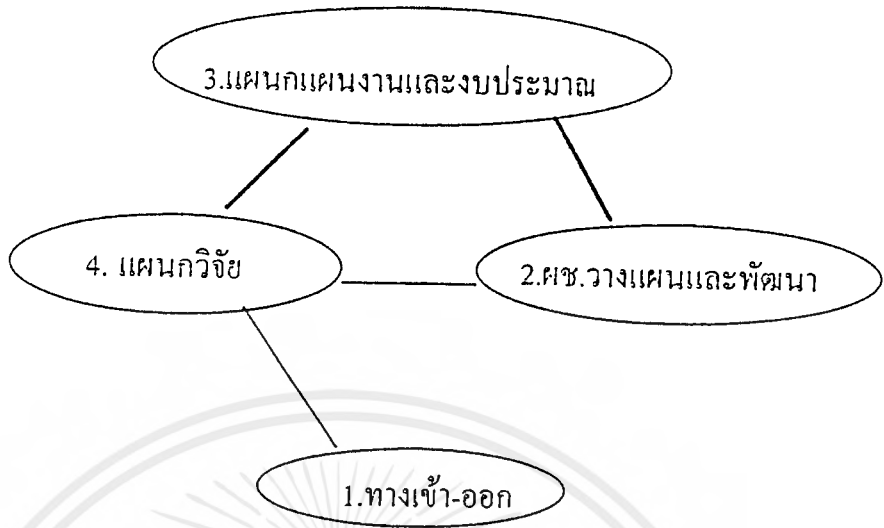 3.แผนกแผนงานและงบประมาณ
4. แผนกวิจัย
2.ผช.วางแผนและพัฒนา
1.ทางเข้า-ออก